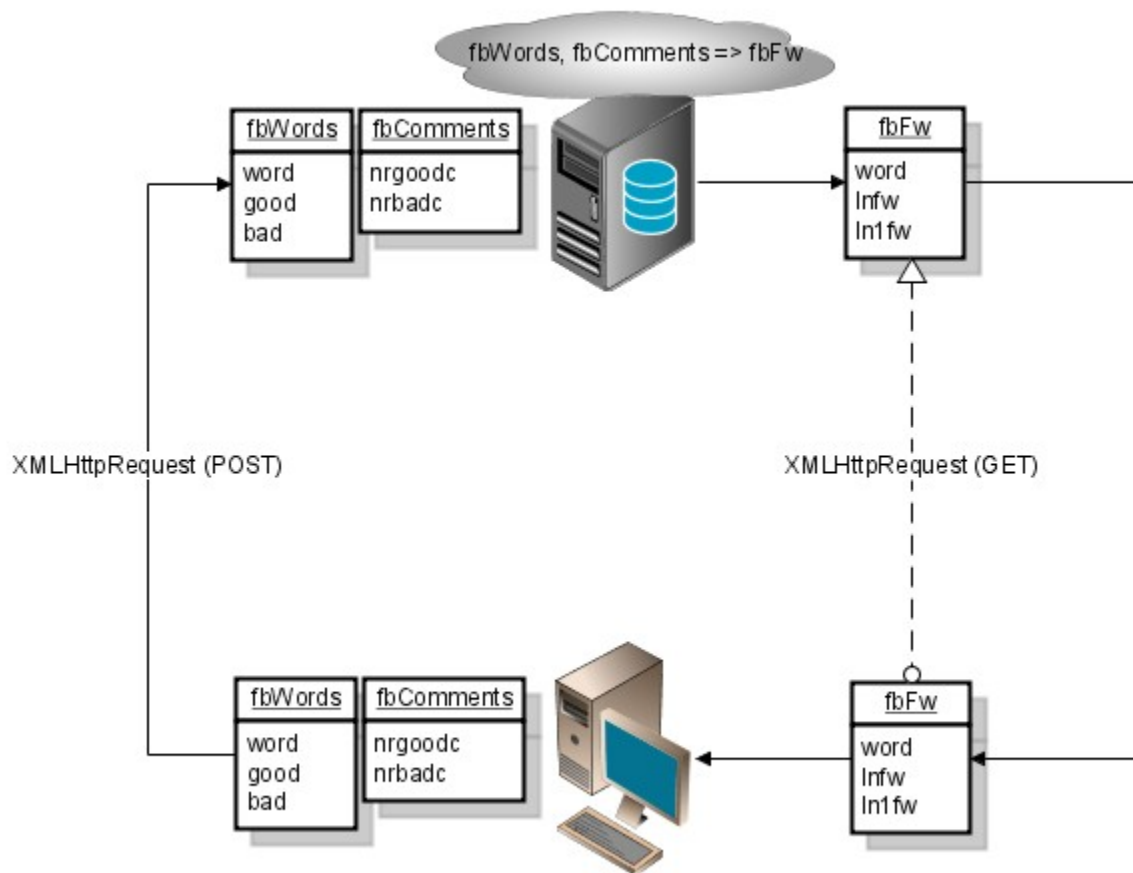 fbWords, fbComments => fbFw
fbWords
word
good
bad
fbComments
nrgoodc
nrbadc
fbFw
word
lnfw
ln1fw
XMLHttpRequest (POST)
XMLHttpRequest (GET)
fbWords
word
good
bad
fbComments
nrgoodc
nrbadc
fbFw
word
lnfw
ln1fw